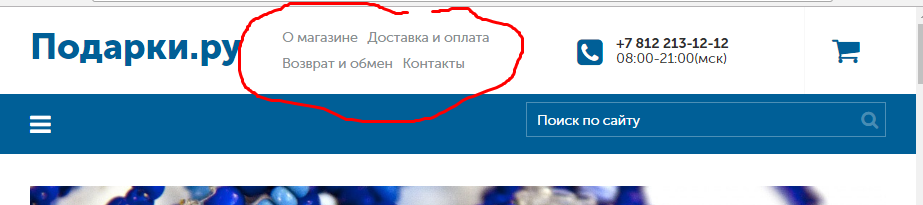 Подарки.ру
О магазине Доставка и оплата
Возврат и обмен Контакты
+7 812 213-12-12
08:00-21:00(мск)
Поиск по сайту